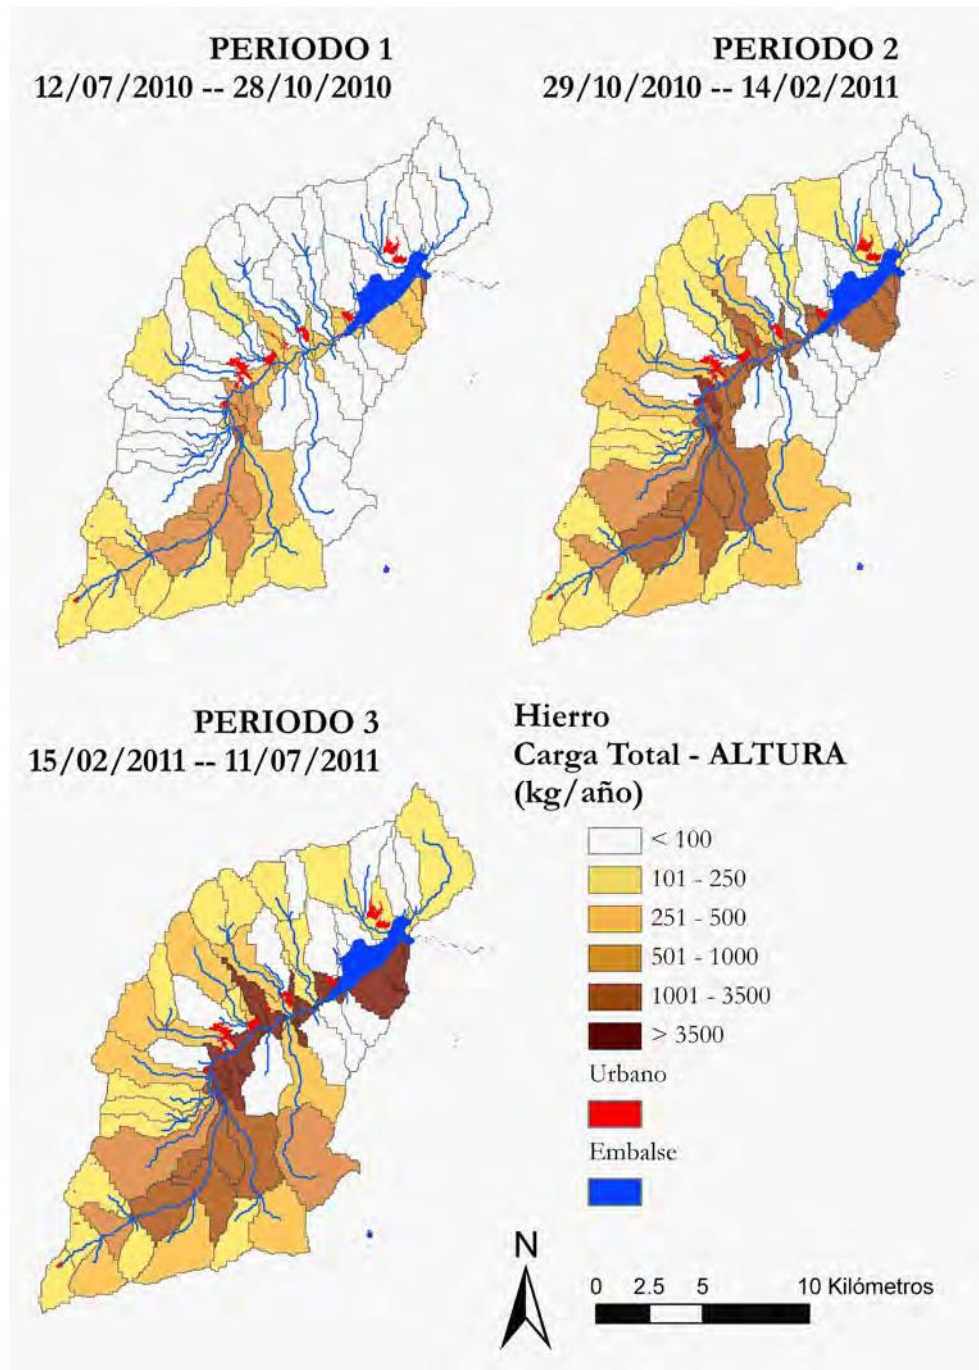 PERIODO 1
12/07/2010 -- 28/10/2010
PERIODO 2
29/10/2010 -- 14/02/2011
PERIODO 3
15/02/2011 -- 11/07/2011
Hierro
Carga Total - ALTURA
(kg/año)
< 100
101 - 250
251 - 500
501 - 1000
1001 - 3500
> 3500
Urbano
Embalse
N
0 2.5 5 10 Kilómetros